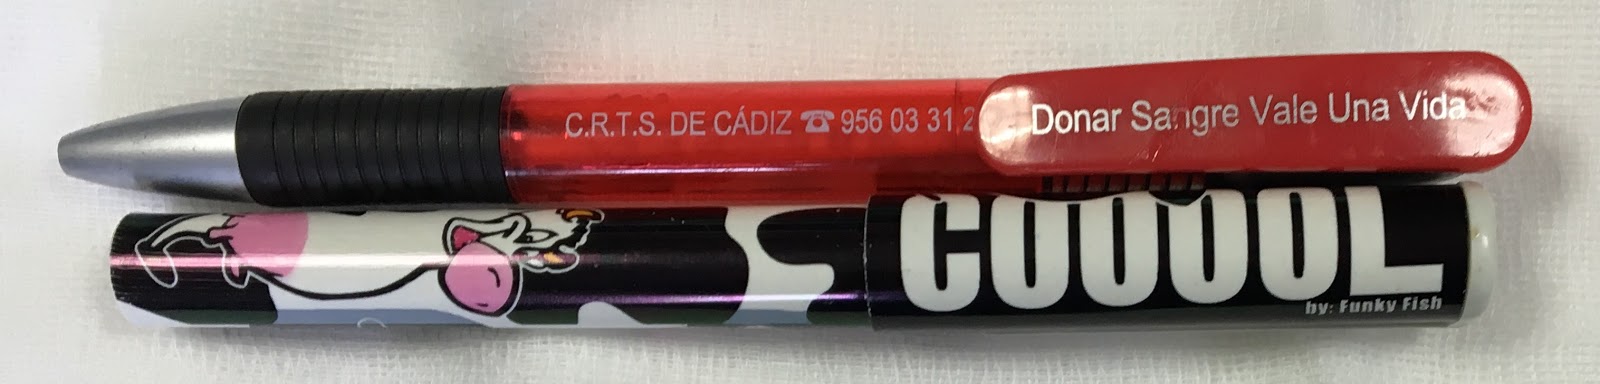 C.R.T.S. DE CÁDIZ ☎ 956 03 31 2
Donar Sangre Vale Una Vida
COOOOL
by: Funky Fish